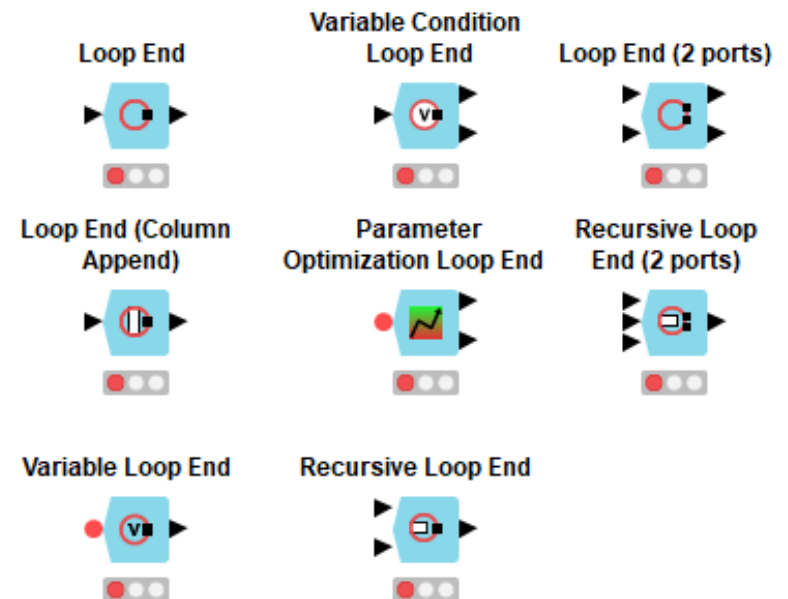 Loop End
Variable Condition
Loop End
Loop End (2 ports)
Loop End (Column
Append)
Parameter
Optimization Loop End
Recursive Loop
End (2 ports)
Variable Loop End
V
Recursive Loop End